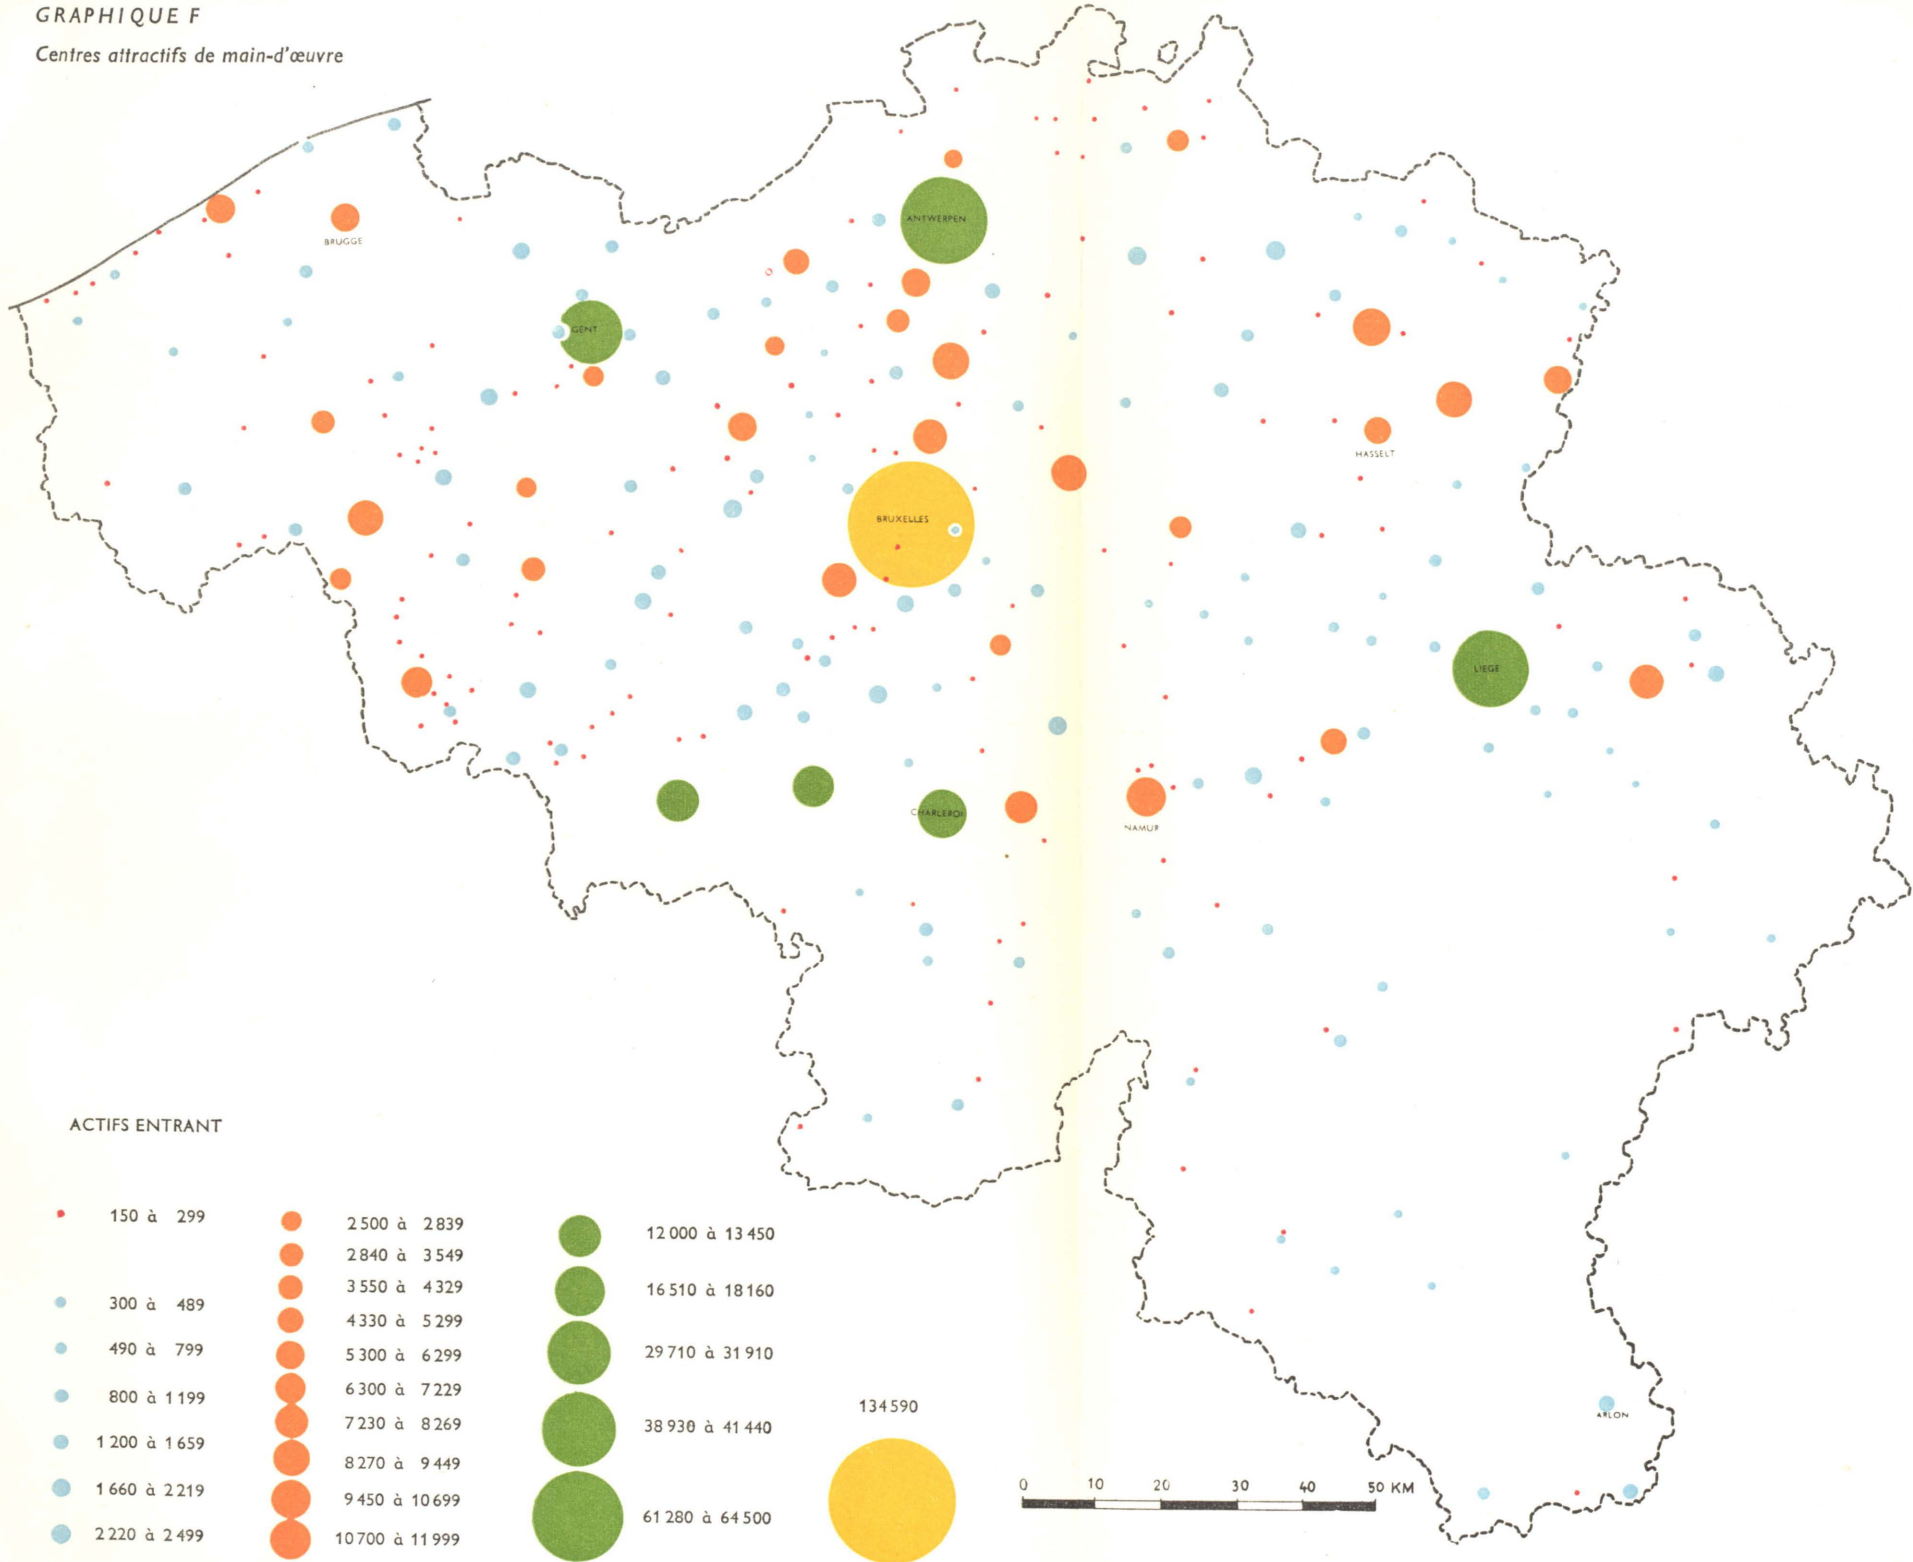 GRAPHIQUE F
Centres attractifs de main-d'œuvre
ANTWERPEN
BRUGGE
GENT
HASSELT
BRUXELLES
LIEGE
CHARLEROI
NAMUR
ARLON
ACTIFS ENTRANT
150 à 299
300 à 489
490 à 799
800 à 1 199
1 200 à 1 659
1 660 à 2 219
2 220 à 2 499
2 500 à 2 839
2 840 à 3 549
3 550 à 4 329
4 330 à 5 299
5 300 à 6 299
6 300 à 7 229
7 230 à 8 269
8 270 à 9 449
9 450 à 10 699
10 700 à 11 999
12 000 à 13 450
16 510 à 18 160
29 710 à 31 910
38 930 à 41 440
61 280 à 64 500
134 590
0 10 20 30 40 50 KM